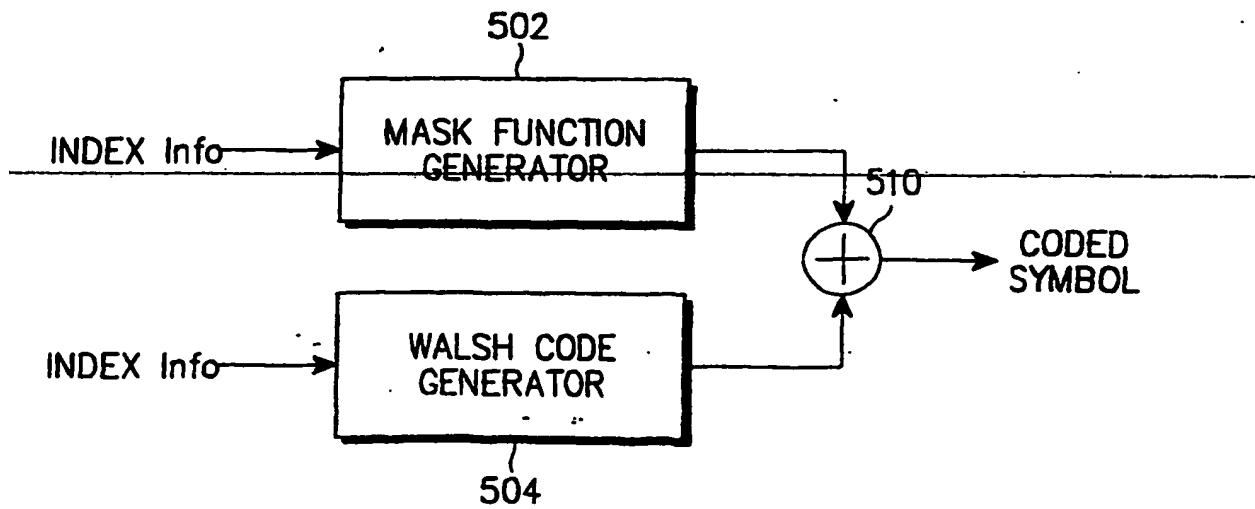 502
MASK FUNCTION
GENERATOR
INDEX Info
510
CODED
SYMBOL
WALSH CODE
GENERATOR
INDEX Info
504